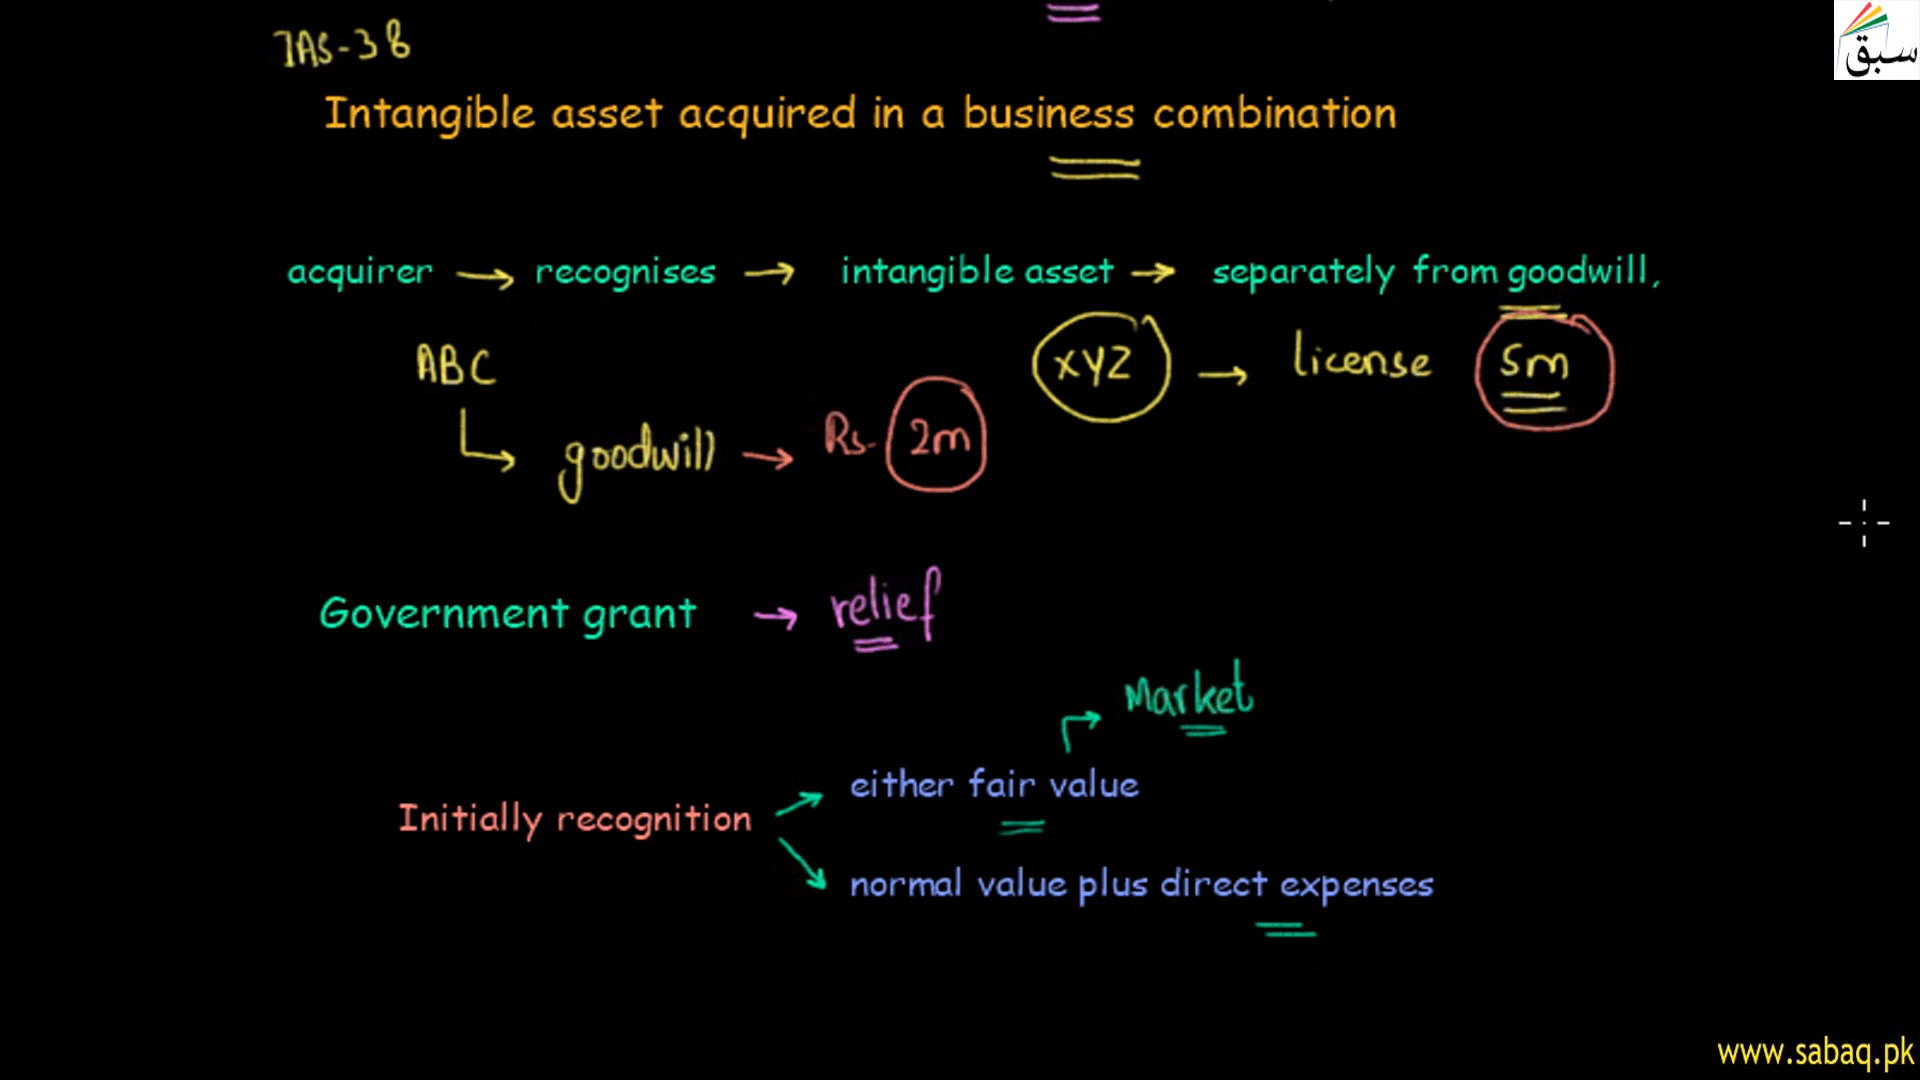 سبق
IAS-38
Intangible asset acquired in a business combination
acquirer → recognises → intangible asset → separately from goodwill,
ABC
XYZ → license 5m
goodwill → Rs. 2m
Government grant → relief
Market
either fair value
Initially recognition
normal value plus direct expenses
www.sabaq.pk